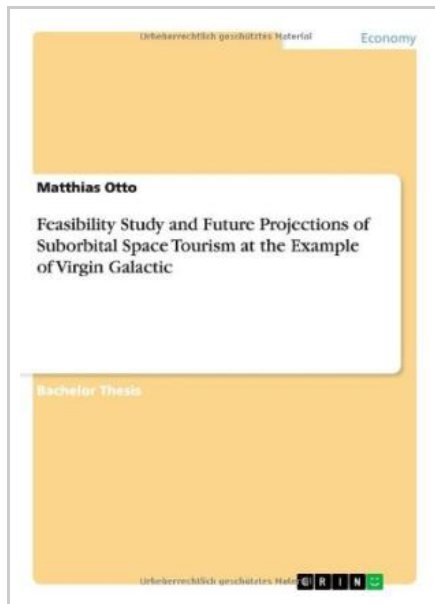 Urheberrechtlich geschütztes Material
Economy
Matthias Otto
Feasibility Study and Future Projections of
Suborbital Space Tourism at the Example
of Virgin Galactic
Bachelor Thesis
Urheberrechtlich geschütztes Material
GRIN